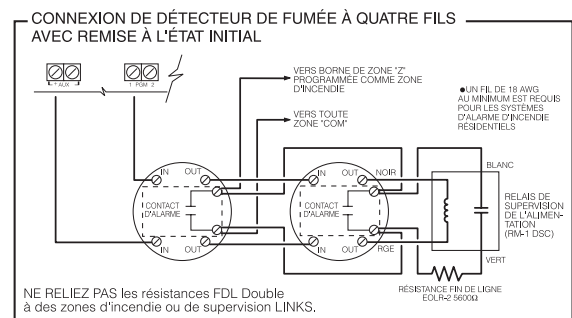 CONNEXION DE DÉTECTEUR DE FUMÉE À QUATRE FILS
AVEC REMISE À L'ÉTAT INITIAL
+ AUX -
1 PGM 2
VERS BORNE DE ZONE "Z"
PROGRAMMÉE COMME ZONE
D'INCENDIE
VERS TOUTE
ZONE "COM"
●UN FIL DE 18 AWG
AU MINIMUM EST REQUIS
POUR LES SYSTÈMES
D'ALARME D'INCENDIE
RÉSIDENTIELS
IN OUT
IN OUT
NOIR
BLANC
CONTACT
D'ALARME
CONTACT
D'ALARME
RELAIS DE
SUPERVISION
DE L'ALIMEN-
TATION
(RM-1 DSC)
IN OUT
IN OUT
RGE
VERT
RÉSISTANCE FIN DE LIGNE
EOLR-2 5600Ω
NE RELIEZ PAS les résistances FDL Double
à des zones d'incendie ou de supervision LINKS.